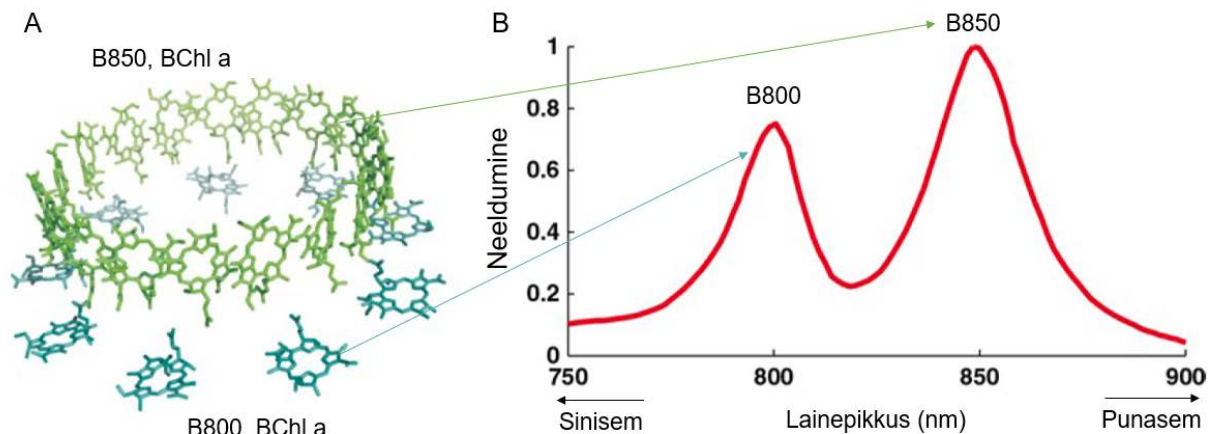 A
B850, BChl a
B800, BChl a
B
B850
B800
Neeldumine
1
0.8
0.6
0.4
0.2
0
750
800
850
900
Sinisem
Lainepikkus (nm)
Punasem